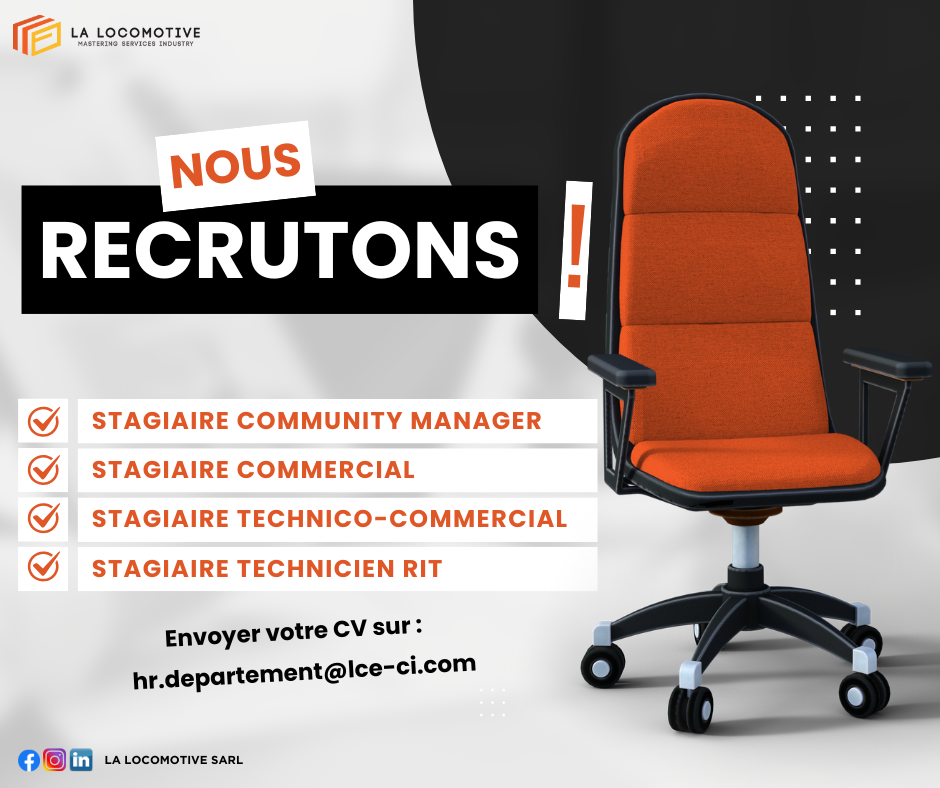 LA LOCOMOTIVE
MASTERING SERVICES INDUSTRY
NOUS
RECRUTONS !
STAGIAIRE COMMUNITY MANAGER
STAGIAIRE COMMERCIAL
STAGIAIRE TECHNICO-COMMERCIAL
STAGIAIRE TECHNICIEN RIT
Envoyer votre CV sur :
hr.departement@lce-ci.com
LA LOCOMOTIVE SARL